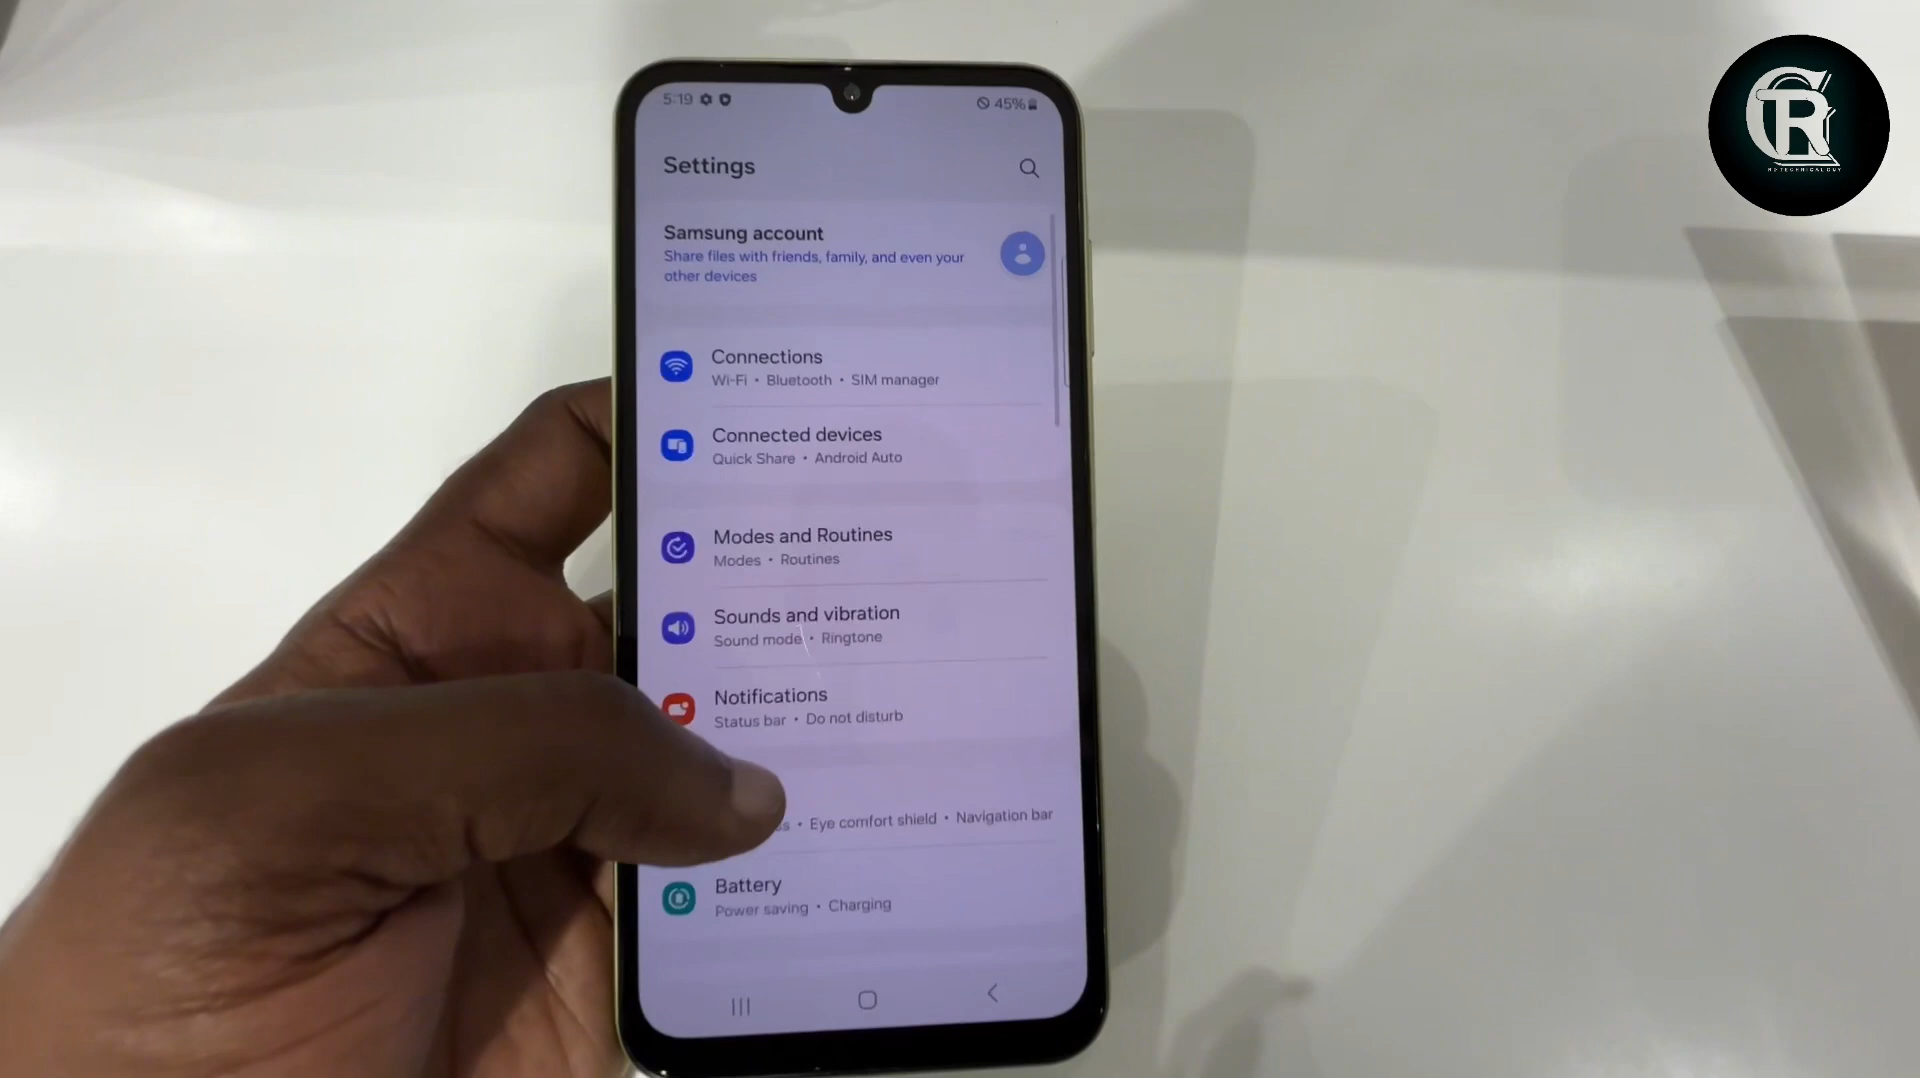 5:19 45%
Settings
Samsung account
Share files with friends, family, and even your
other devices
Connections
Wi-Fi • Bluetooth • SIM manager
Connected devices
Quick Share • Android Auto
Modes and Routines
Modes • Routines
Sounds and vibration
Sound mode • Ringtone
Notifications
Status bar • Do not disturb
• Eye comfort shield • Navigation bar
Battery
Power saving • Charging